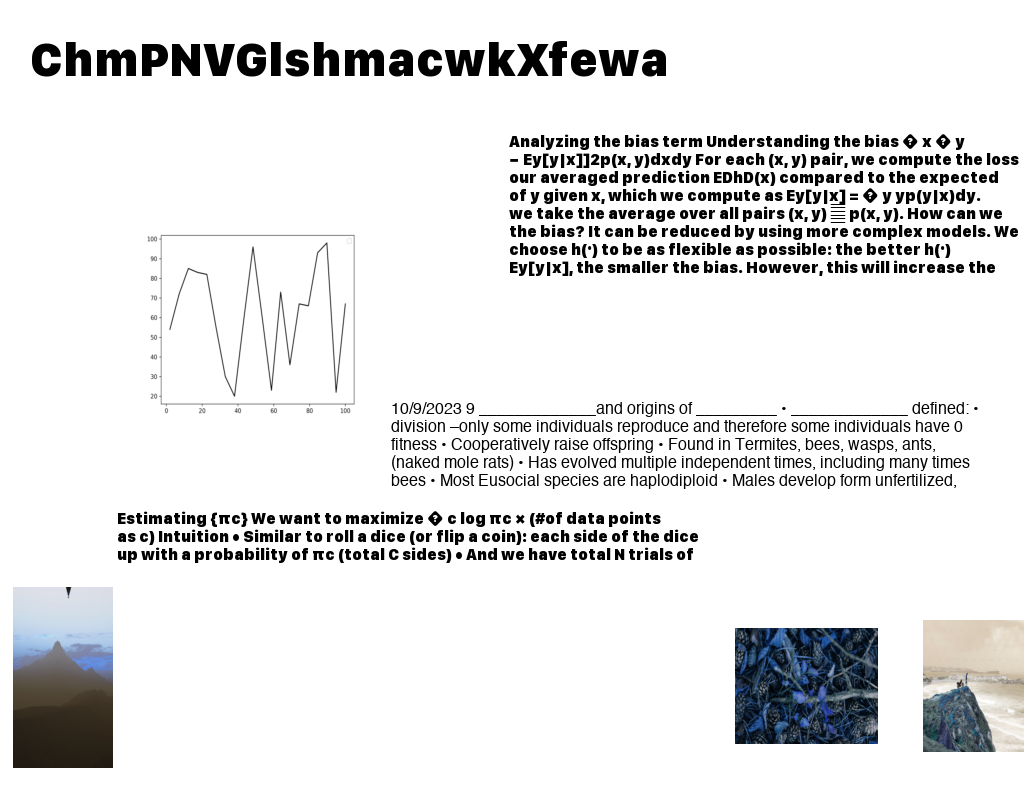 ChmPNVGlshmacwkXfewa
Analyzing the bias term Understanding the bias � x � y
− Ey[y|x]]2p(x, y)dxdy For each (x, y) pair, we compute the loss
our averaged prediction EDhD(x) compared to the expected
of y given x, which we compute as Ey[y|x] = � y yp(y|x)dy.
we take the average over all pairs (x, y) p(x, y). How can we
the bias? It can be reduced by using more complex models. We
choose h(·) to be as flexible as possible: the better h(·)
Ey[y|x], the smaller the bias. However, this will increase the
100
90
80
70
60
50
40
30
20
0 20 40 60 80 100
10/9/2023 9 _____________and origins of _________ • _____________ defined: •
division –only some individuals reproduce and therefore some individuals have 0
fitness • Cooperatively raise offspring • Found in Termites, bees, wasps, ants,
(naked mole rats) • Has evolved multiple independent times, including many times
bees • Most Eusocial species are haplodiploid • Males develop form unfertilized,
Estimating {πc} We want to maximize � c log πc × (#of data points
as c) Intuition • Similar to roll a dice (or flip a coin): each side of the dice
up with a probability of πc (total C sides) • And we have total N trials of